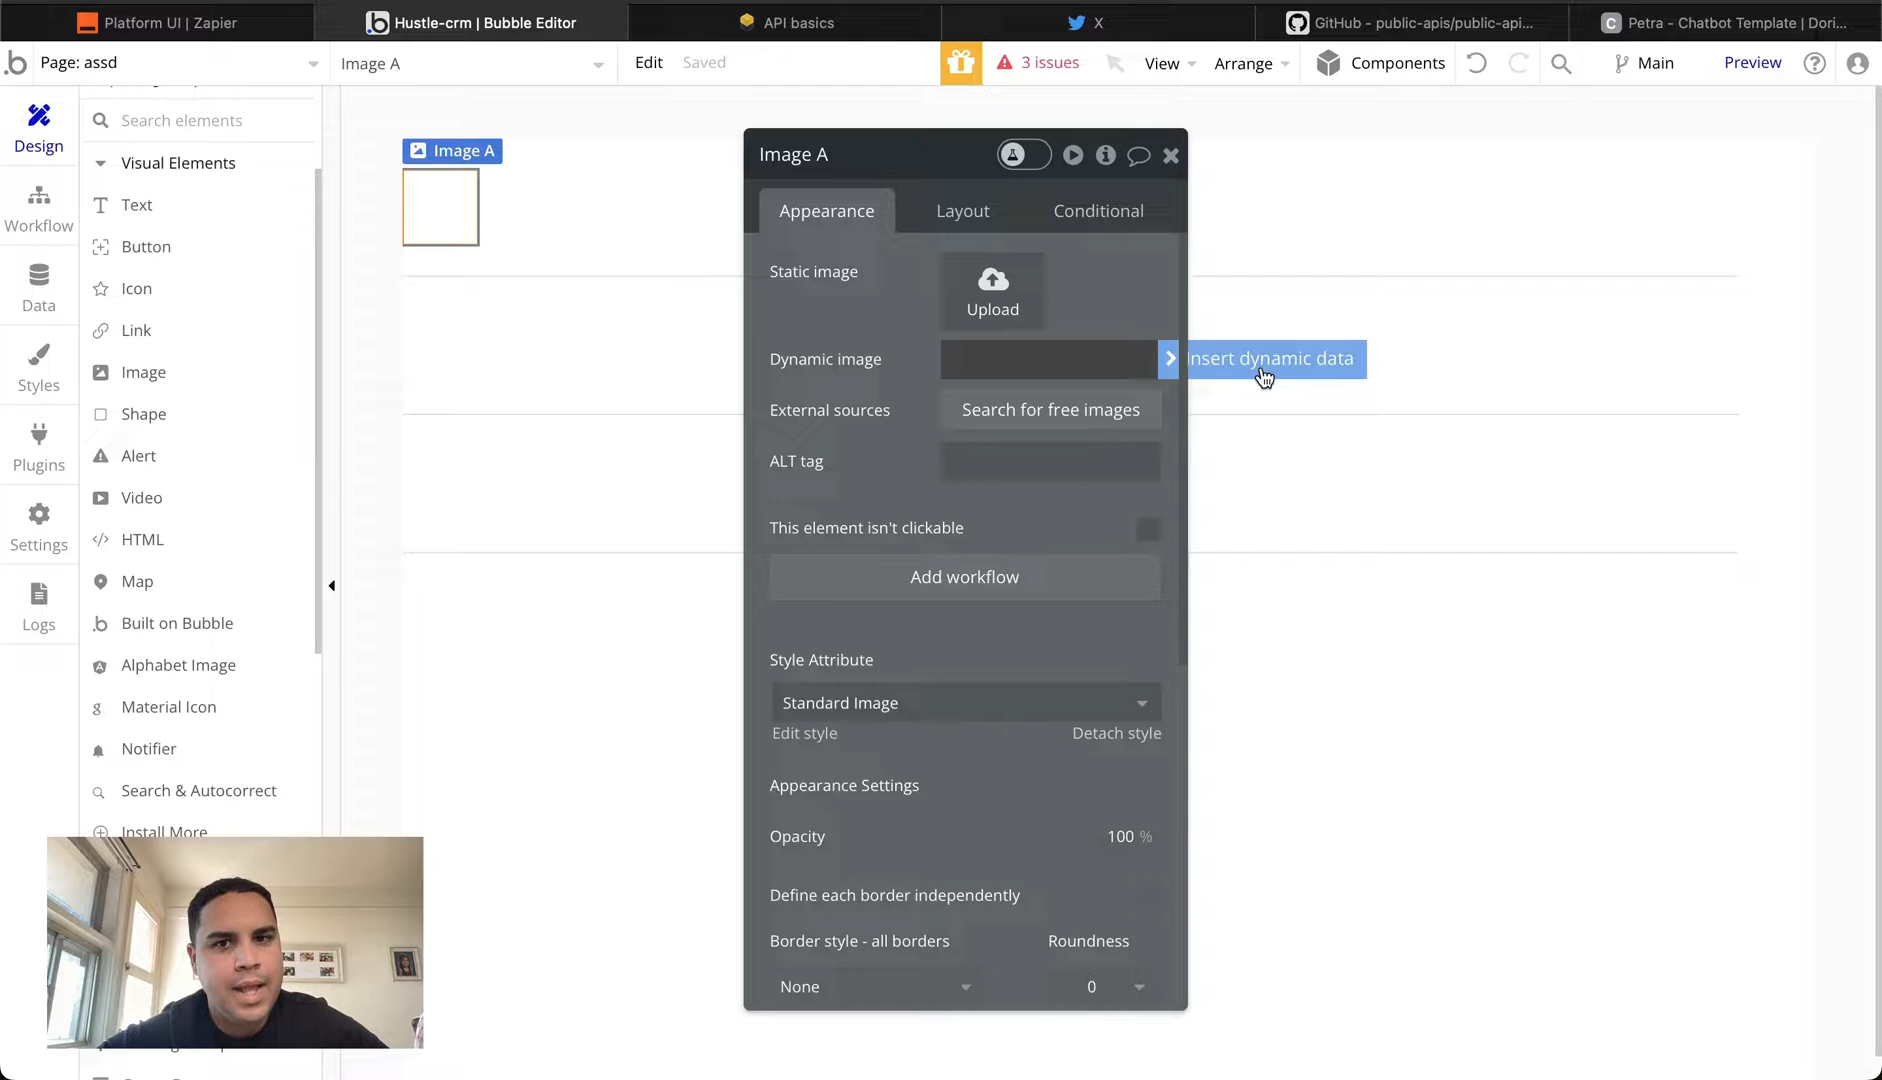 Platform UI | Zapier
Hustle-crm | Bubble Editor
API basics
X
GitHub - public-apis/public-api...
Petra - Chatbot Template | Dori...
Page: assd
Image A
Edit
Saved
3 issues
View
Arrange
Components
Main
Preview
Design
Workflow
Data
Styles
Plugins
Settings
Logs
Search elements
Visual Elements
Text
Button
Icon
Link
Image
Shape
Alert
Video
HTML
Map
Built on Bubble
Alphabet Image
Material Icon
Notifier
Search & Autocorrect
Install More
Image A
Image A
Appearance
Layout
Conditional
Static image
Upload
Dynamic image
Insert dynamic data
External sources
Search for free images
ALT tag
This element isn't clickable
Add workflow
Style Attribute
Standard Image
Edit style
Detach style
Appearance Settings
Opacity
100 %
Define each border independently
Border style - all borders
Roundness
None
0